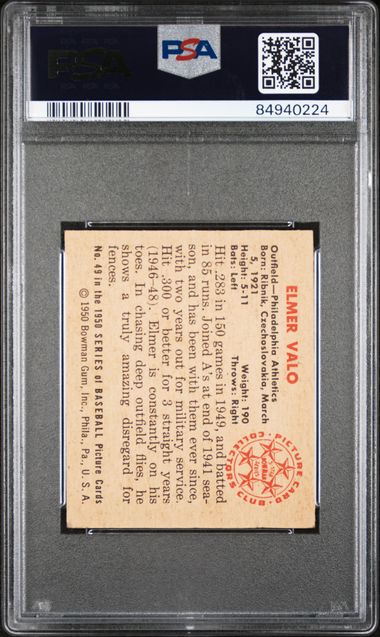 PSA
PSA
84940224
ELMER VALO
Outfield—Philadelphia Athletics
Born: Ribnik, Czechoslovakia, March
5, 1921
Height: 5-11 Weight: 190
Bats: Left Throws: Right
PICTURE CARD
COLLECTORS CLUB
Hit .283 in 150 games in 1949, and batted
in 85 runs. Joined A's at end of 1941 sea-
son, and has been with them ever since,
with two years out for military service.
Hit .300 or better for 3 straight years
(1946-48). Elmer is constantly on his
toes. In chasing deep outfield flies, he
shows a truly amazing disregard for
fences.
No. 49 in the 1950 SERIES of BASEBALL Picture Cards
© 1950 Bowman Gum, Inc., Phila., Pa., U. S. A.